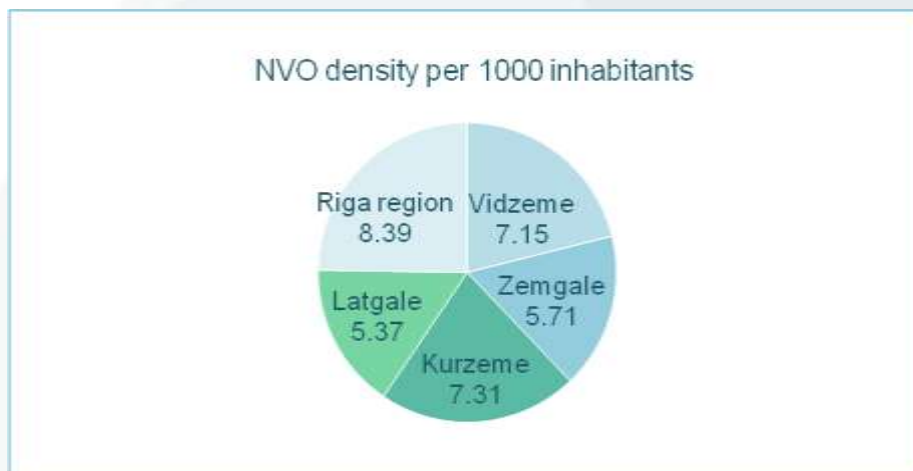 NVO density per 1000 inhabitants
Riga region
8.39
Vidzeme
7.15
Zemgale
5.71
Latgale
5.37
Kurzeme
7.31